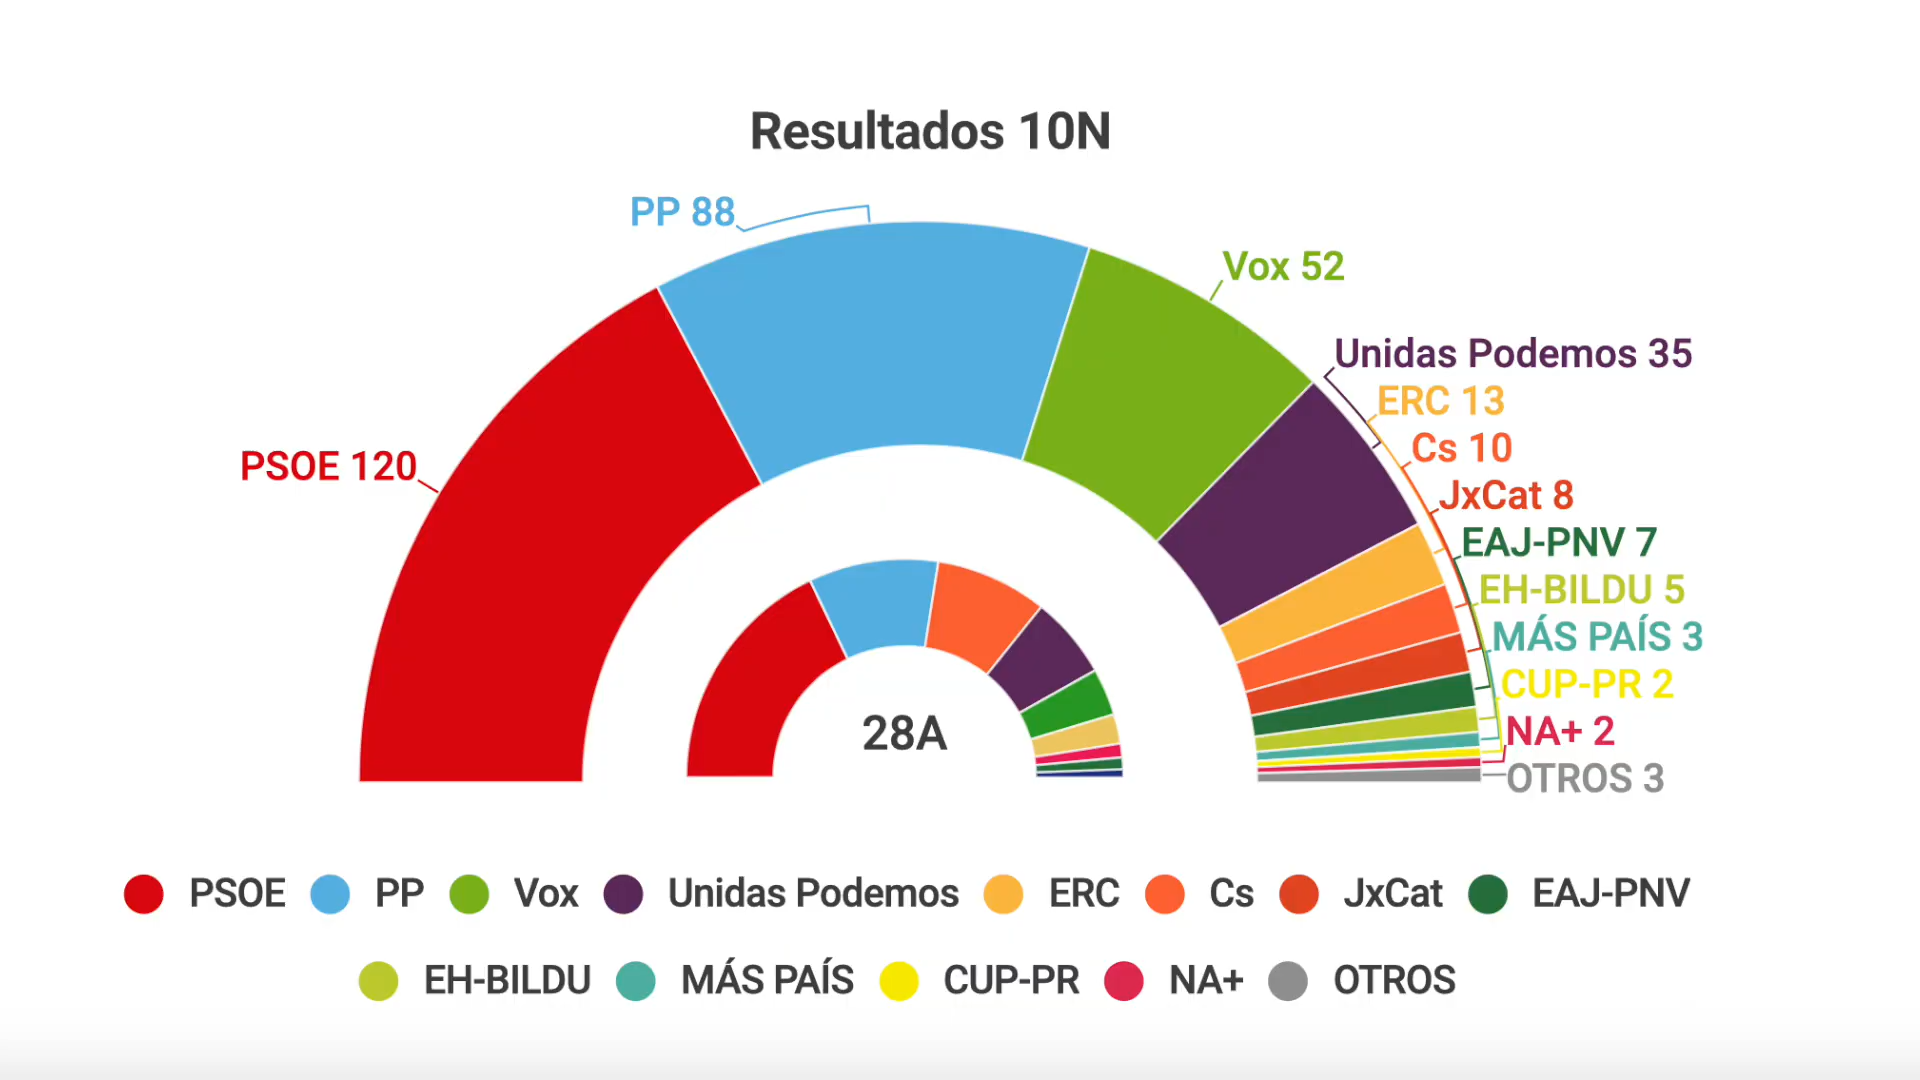 Resultados 10N
PP 88
Vox 52
Unidas Podemos 35
ERC 13
Cs 10
PSOE 120
JxCat 8
EAJ-PNV 7
EH-BILDU 5
MÁS PAÍS 3
CUP-PR 2
NA+ 2
28A
OTROS 3
PSOE PP Vox Unidas Podemos ERC Cs JxCat EAJ-PNV
EH-BILDU MÁS PAÍS CUP-PR NA+ OTROS